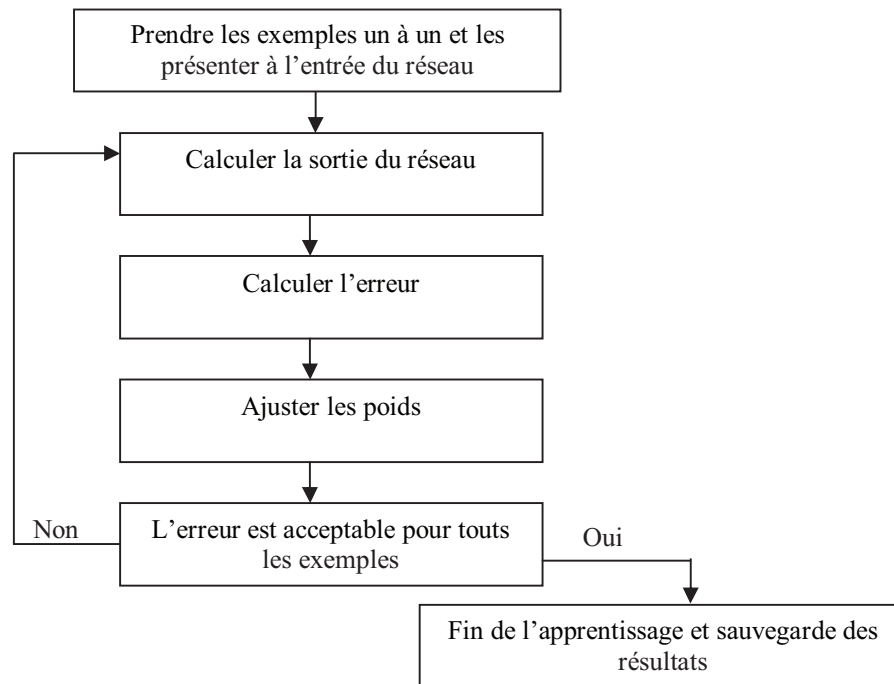 Prendre les exemples un à un et les
présenter à l’entrée du réseau
Calculer la sortie du réseau
Calculer l’erreur
Ajuster les poids
Non
L’erreur est acceptable pour touts
les exemples
Oui
Fin de l’apprentissage et sauvegarde des
résultats